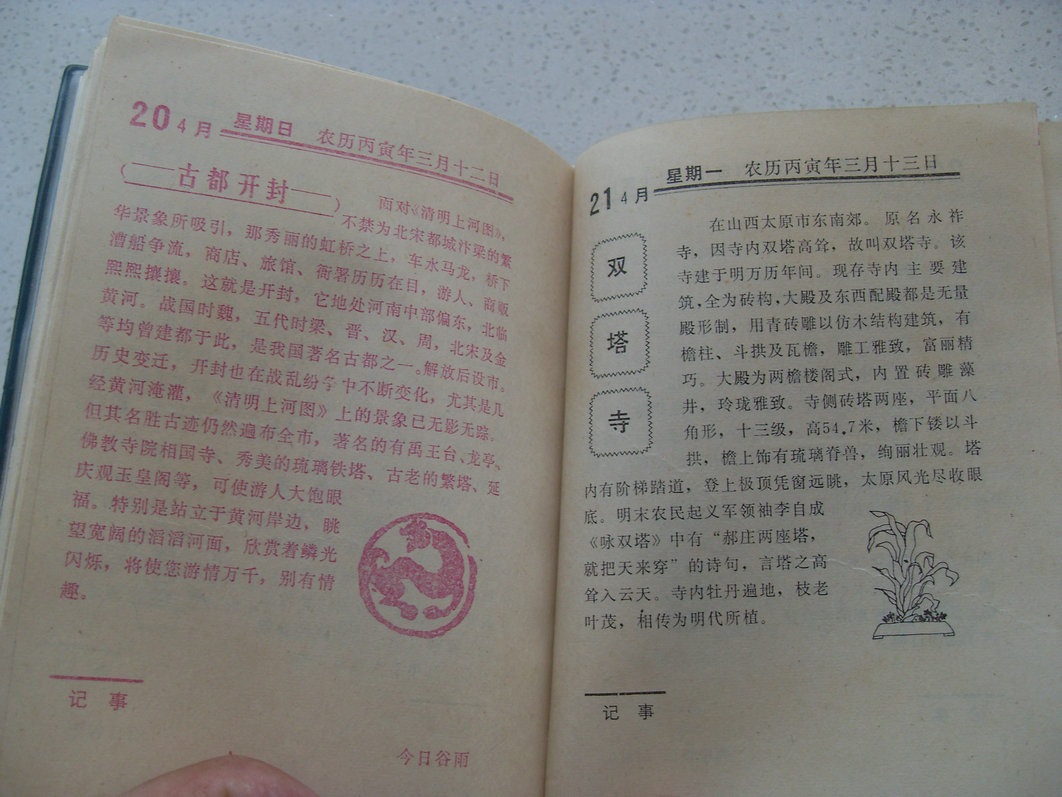 20 4月 星期日 农历丙寅年三月十二日
古都开封
面对《清明上河图》，
不禁为北宋都城汴梁的繁
华景象所吸引，那秀丽的虹桥之上，车水马龙，桥下
漕船争流，商店、旅馆、衙署历历在目，游人、商贩
熙熙攘攘。这就是开封，它地处河南中部偏东，北临
黄河。战国时魏，五代时梁、晋、汉、周，北宋及金
等均曾建都于此，是我国著名古都之一。解放后设市。
历史变迁，开封也在战乱纷争中不断变化，尤其是几
经黄河淹灌，《清明上河图》上的景象已无影无踪。
但其名胜古迹仍然遍布全市，著名的有禹王台、龙亭、
佛教寺院相国寺、秀美的琉璃铁塔、古老的繁塔、延
庆观玉皇阁等，可使游人大饱眼
福。特别是站立于黄河岸边，眺
望宽阔的滔滔河面，欣赏着鳞光
闪烁，将使您游情万千，别有情
趣。
记事
今日谷雨
21 4月 星期一 农历丙寅年三月十三日
双塔寺
在山西太原市东南郊。原名永祚
寺，因寺内双塔高耸，故叫双塔寺。该
寺建于明万历年间。现存寺内主要建
筑，全为砖构，大殿及东西配殿都是无量
殿形制，用青砖雕以仿木结构建筑，有
檐柱、斗拱及瓦檐，雕工雅致，富丽精
巧。大殿为两檐楼阁式，内置砖雕藻
井，玲珑雅致。寺侧砖塔两座，平面八
角形，十三级，高54.7米，檐下镂以斗
拱，檐上饰有琉璃脊兽，绚丽壮观。塔
内有阶梯踏道，登上极顶凭窗远眺，太原风光尽收眼
底。明末农民起义军领袖李自成
《咏双塔》中有“郝庄两座塔，
就把天来穿”的诗句，言塔之高
耸入云天。寺内牡丹遍地，枝老
叶茂，相传为明代所植。
记事